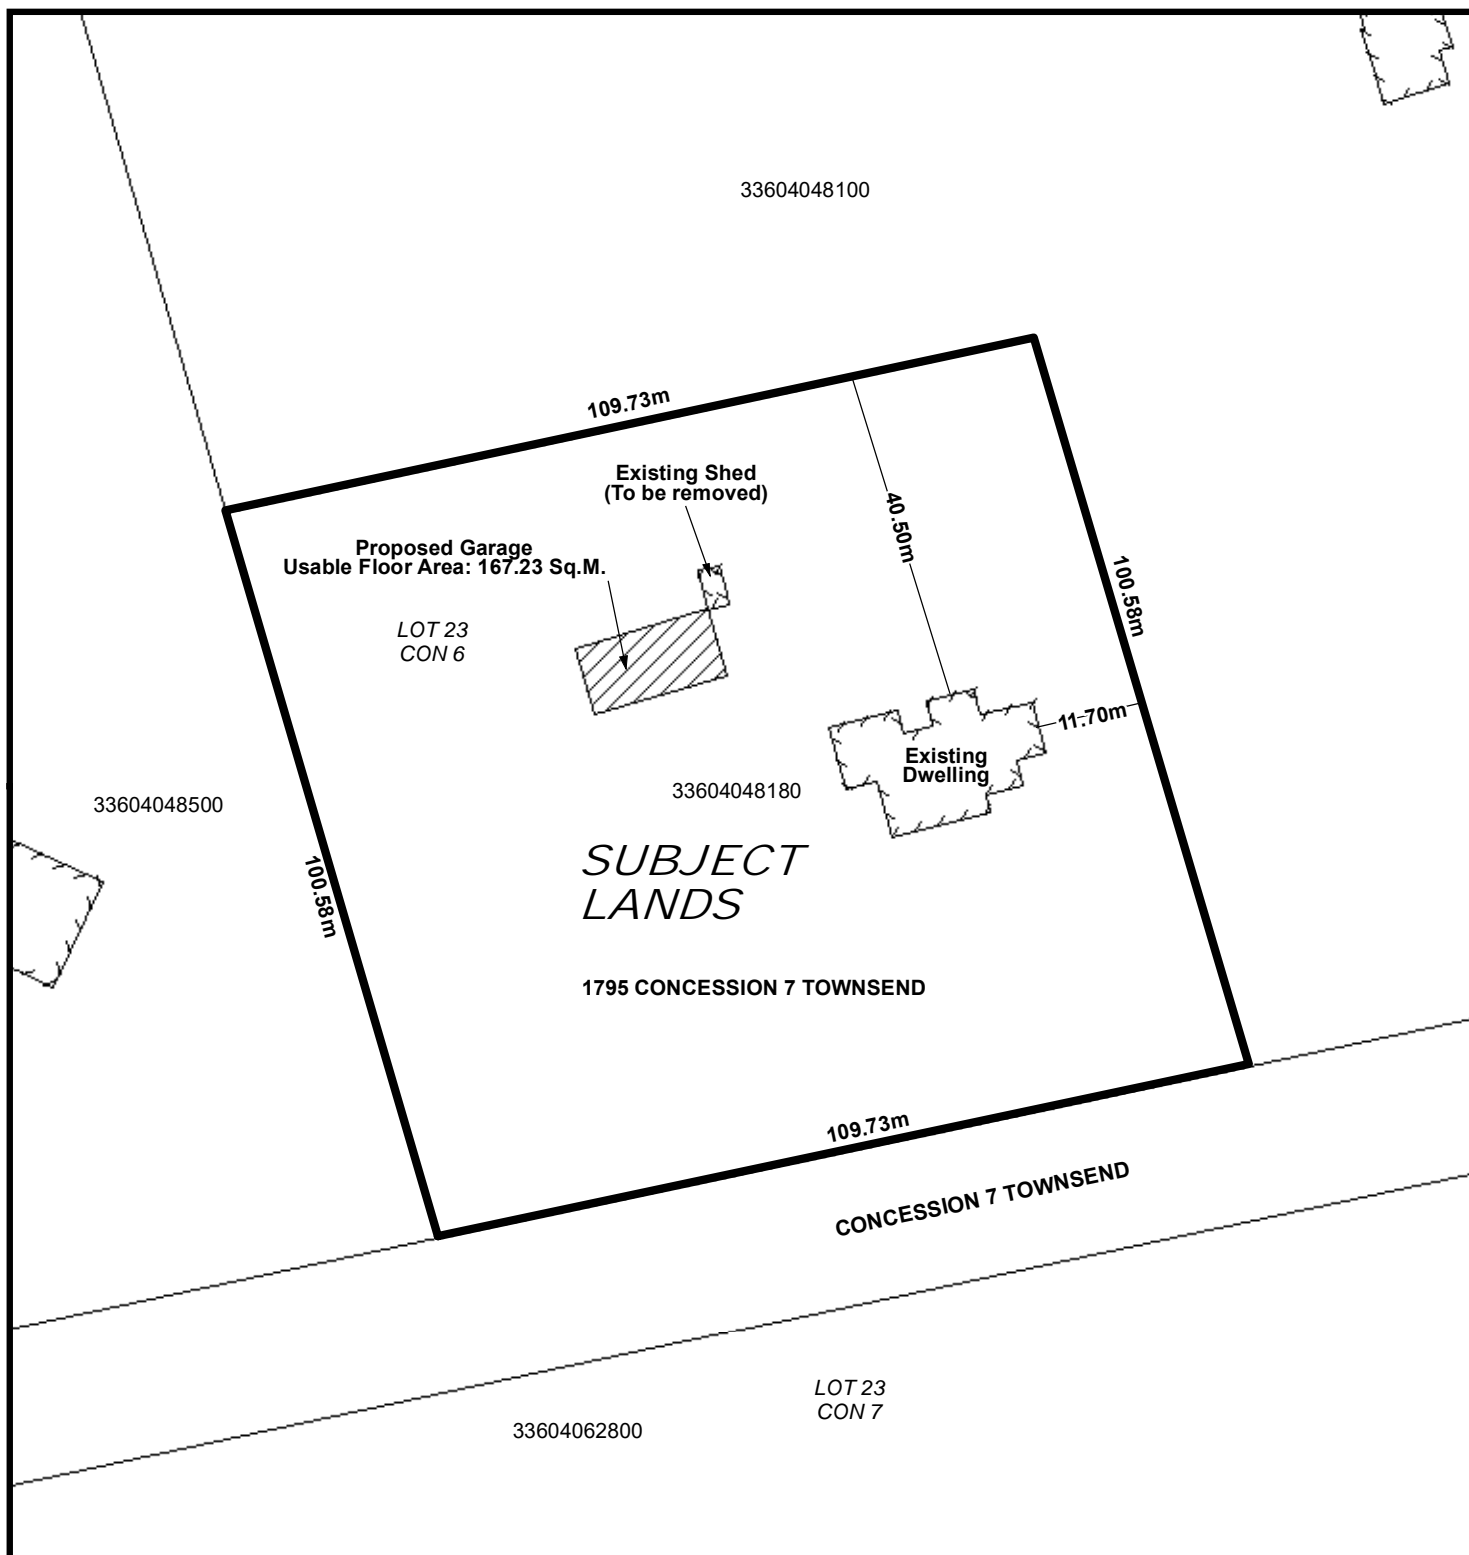 33604048100
109.73m
Existing Shed
(To be removed)
40.50m
Proposed Garage
Usable Floor Area: 167.23 Sq.M.
100.58m
LOT 23
CON 6
11.70m
Existing
Dwelling
33604048180
33604048500
SUBJECT
LANDS
100.58m
1795 CONCESSION 7 TOWNSEND
109.73m
CONCESSION 7 TOWNSEND
LOT 23
CON 7
33604062800